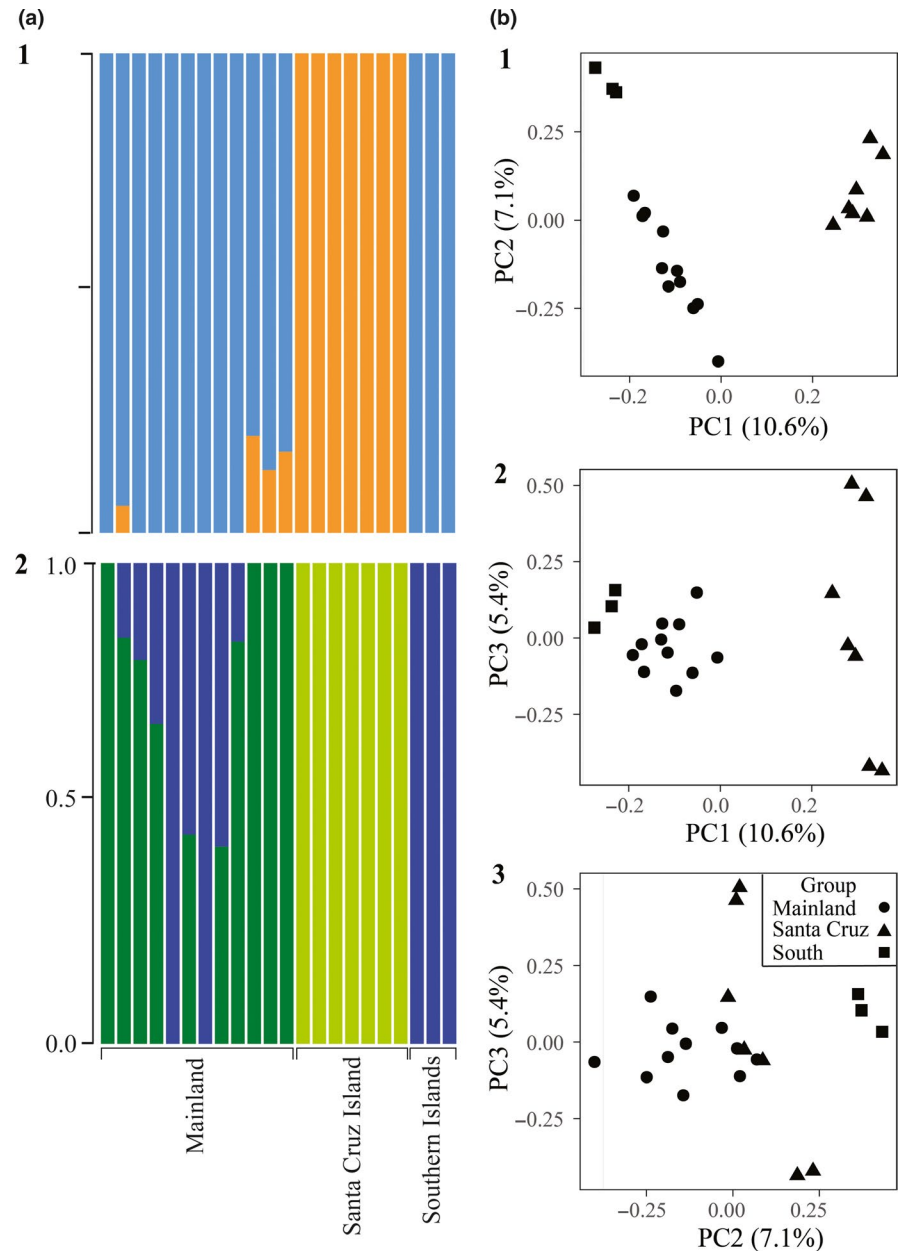 (a)
1
2
1.0
0.5
0.0
Mainland
Santa Cruz Island
Southern Islands
(b)
1
PC2 (7.1%)
0.25
0.00
−0.25
−0.2
0.0
0.2
PC1 (10.6%)
2
PC3 (5.4%)
0.50
0.25
0.00
−0.25
−0.2
0.0
0.2
PC1 (10.6%)
3
PC3 (5.4%)
0.50
0.25
0.00
−0.25
Group
Mainland
Santa Cruz
South
−0.25
0.00
0.25
PC2 (7.1%)